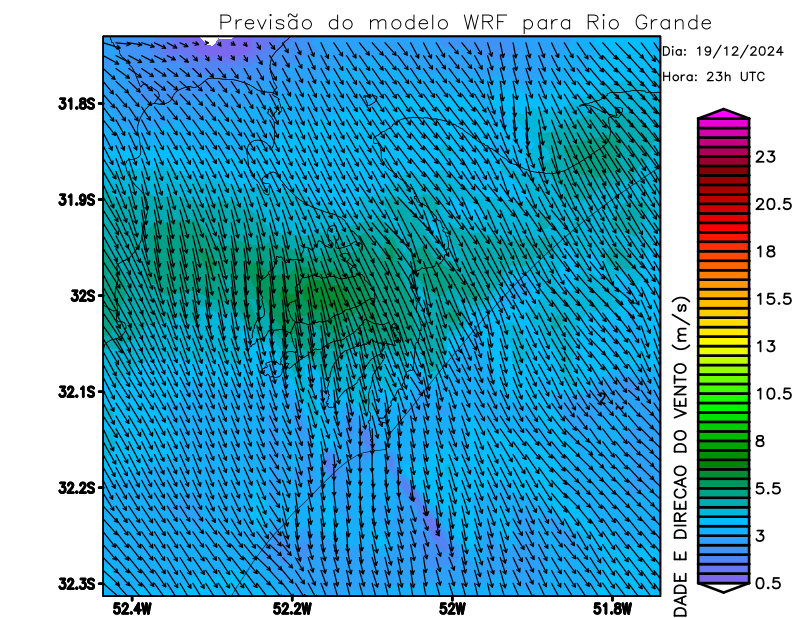 Previsão do modelo WRF para Rio Grande
Dia: 19/12/2024
Hora: 23h UTC
31.8S
31.9S
32S
32.1S
32.2S
32.3S
52.4W
52.2W
52W
51.8W
23
20.5
18
15.5
13
10.5
8
5.5
3
0.5
DADE E DIRECAO DO VENTO (m/s)